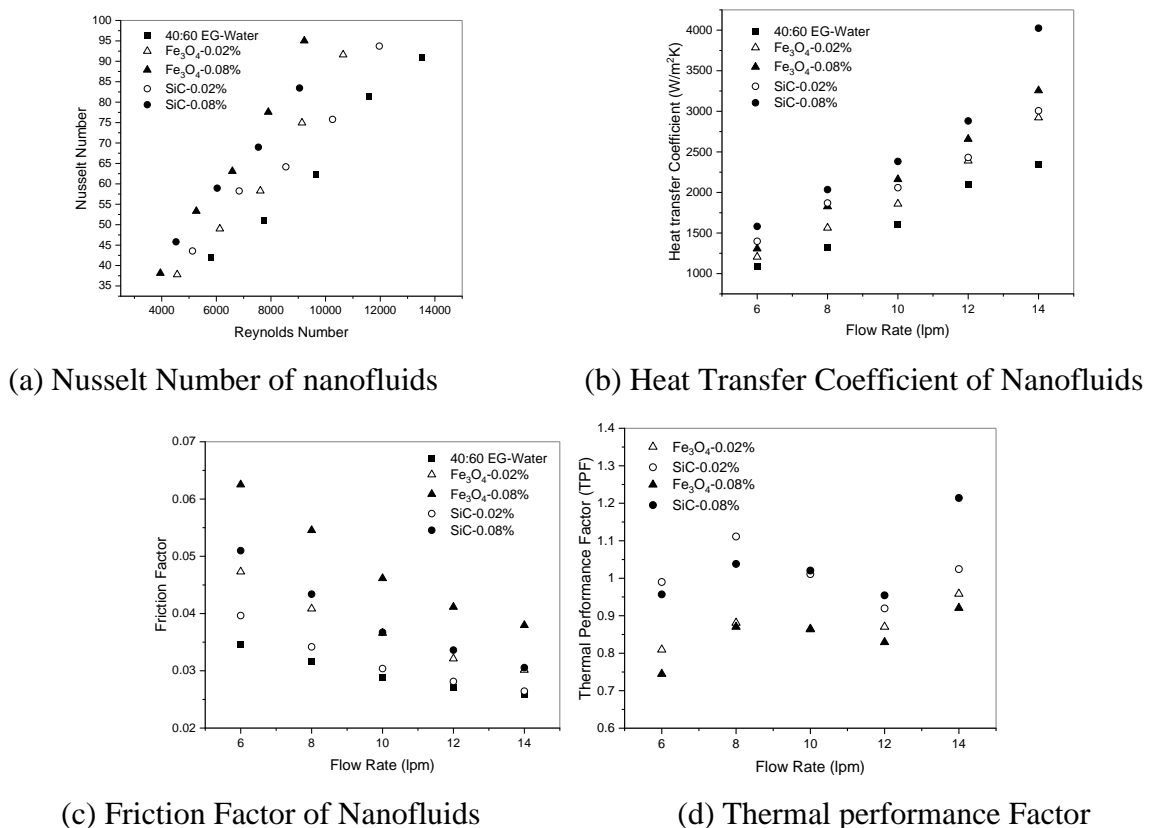 100
95
90
85
80
75
70
65
60
55
50
45
40
35
Nusselt Number
40:60 EG-Water
Fe₃O₄-0.02%
Fe₃O₄-0.08%
SiC-0.02%
SiC-0.08%
4000 6000 8000 10000 12000 14000
Reynolds Number
4000
3500
3000
2500
2000
1500
1000
Heat transfer Coefficient (W/m²K)
40:60 EG-Water
Fe₃O₄-0.02%
Fe₃O₄-0.08%
SiC-0.02%
SiC-0.08%
6 8 10 12 14
Flow Rate (lpm)
(a) Nusselt Number of nanofluids
(b) Heat Transfer Coefficient of Nanofluids
0.07
0.06
0.05
0.04
0.03
0.02
Friction Factor
40:60 EG-Water
Fe₃O₄-0.02%
Fe₃O₄-0.08%
SiC-0.02%
SiC-0.08%
6 8 10 12 14
Flow Rate (lpm)
1.4
1.3
1.2
1.1
1
0.9
0.8
0.7
0.6
Thermal Performance Factor (TPF)
Fe₃O₄-0.02%
SiC-0.02%
Fe₃O₄-0.08%
SiC-0.08%
6 8 10 12 14
Flow Rate (lpm)
(c) Friction Factor of Nanofluids
(d) Thermal performance Factor